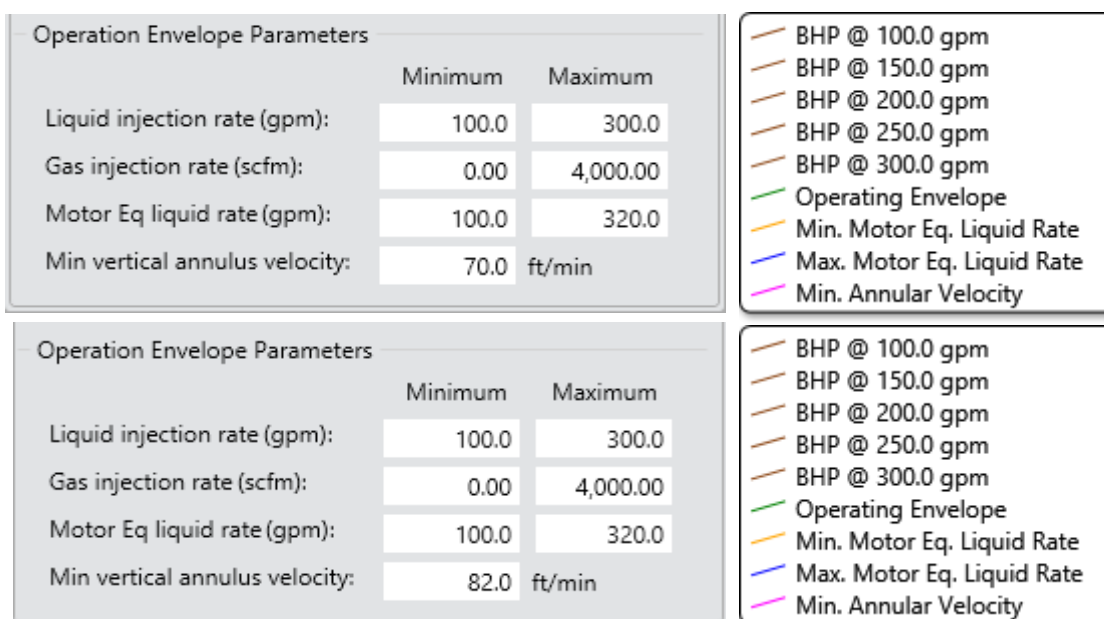 Operation Envelope Parameters
Minimum Maximum
Liquid injection rate (gpm): 100.0 300.0
Gas injection rate (scfm): 0.00 4,000.00
Motor Eq liquid rate (gpm): 100.0 320.0
Min vertical annulus velocity: 70.0 ft/min
BHP @ 100.0 gpm
BHP @ 150.0 gpm
BHP @ 200.0 gpm
BHP @ 250.0 gpm
BHP @ 300.0 gpm
Operating Envelope
Min. Motor Eq. Liquid Rate
Max. Motor Eq. Liquid Rate
Min. Annular Velocity
Operation Envelope Parameters
Minimum Maximum
Liquid injection rate (gpm): 100.0 300.0
Gas injection rate (scfm): 0.00 4,000.00
Motor Eq liquid rate (gpm): 100.0 320.0
Min vertical annulus velocity: 82.0 ft/min
BHP @ 100.0 gpm
BHP @ 150.0 gpm
BHP @ 200.0 gpm
BHP @ 250.0 gpm
BHP @ 300.0 gpm
Operating Envelope
Min. Motor Eq. Liquid Rate
Max. Motor Eq. Liquid Rate
Min. Annular Velocity